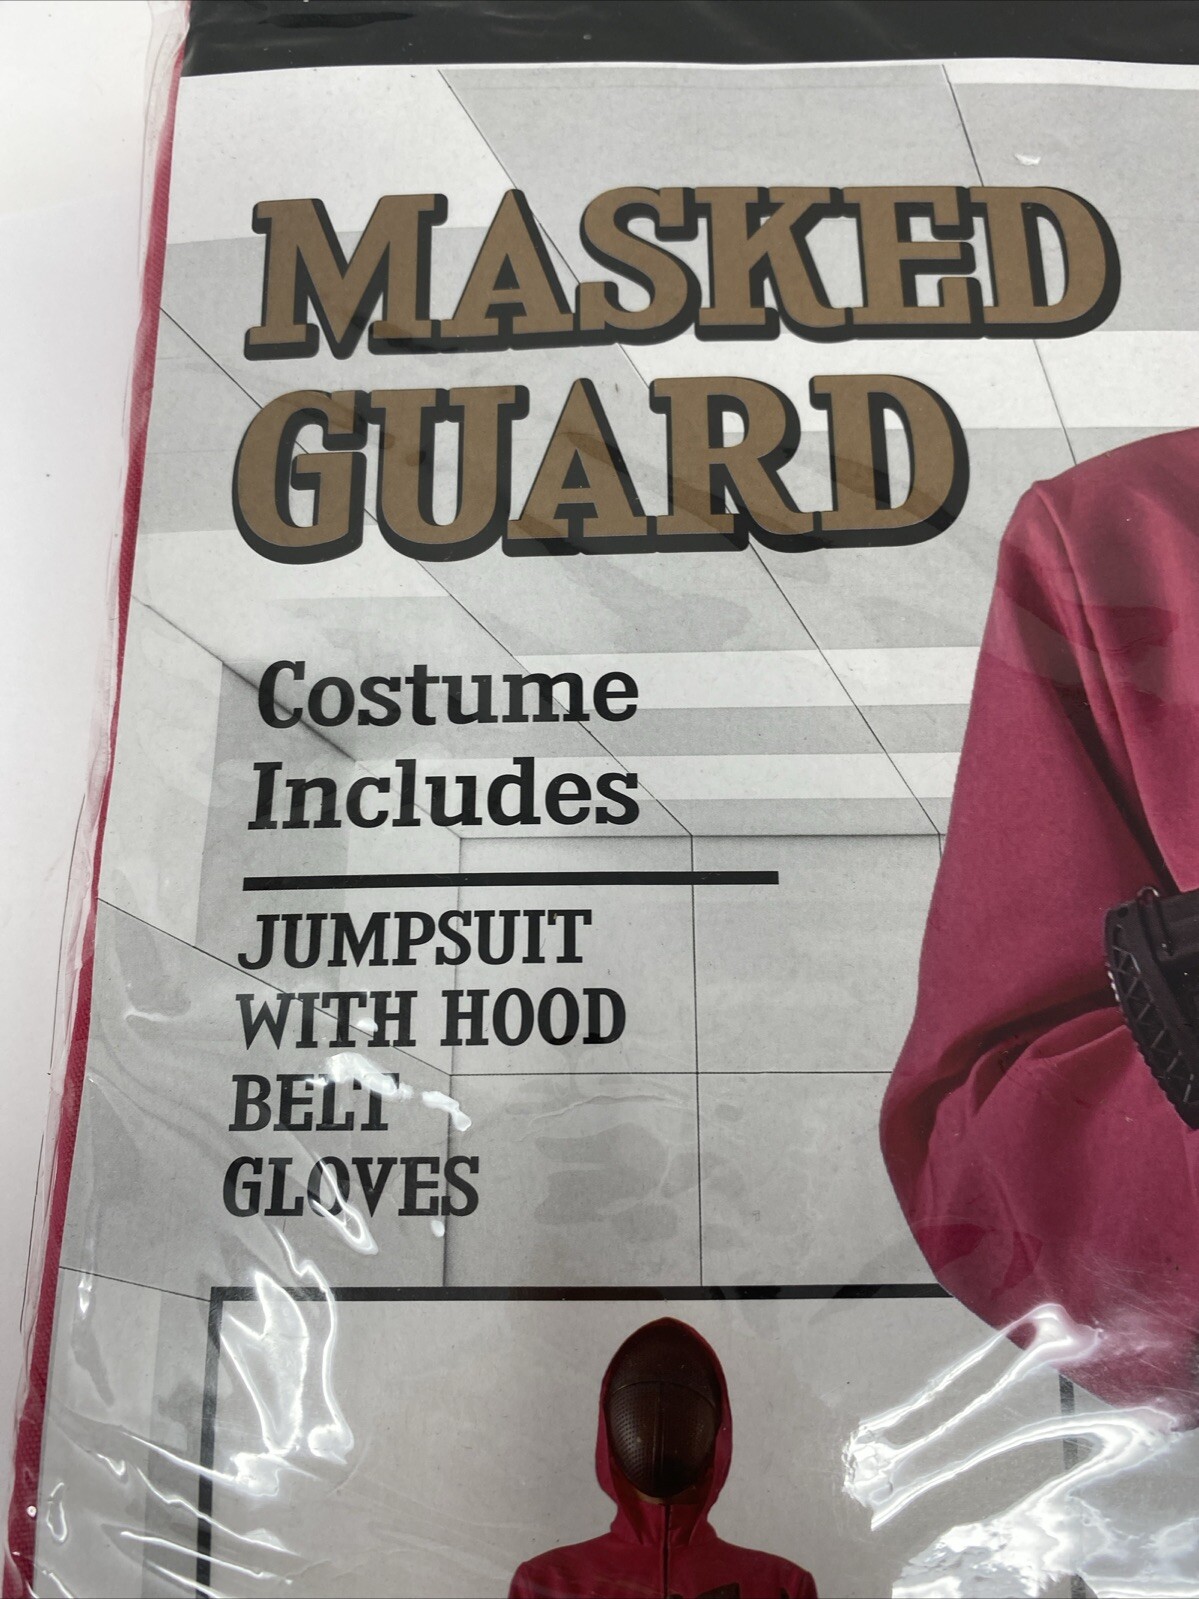 MASKED
GUARD
Costume
Includes
JUMPSUIT
WITH HOOD
BELT
GLOVES